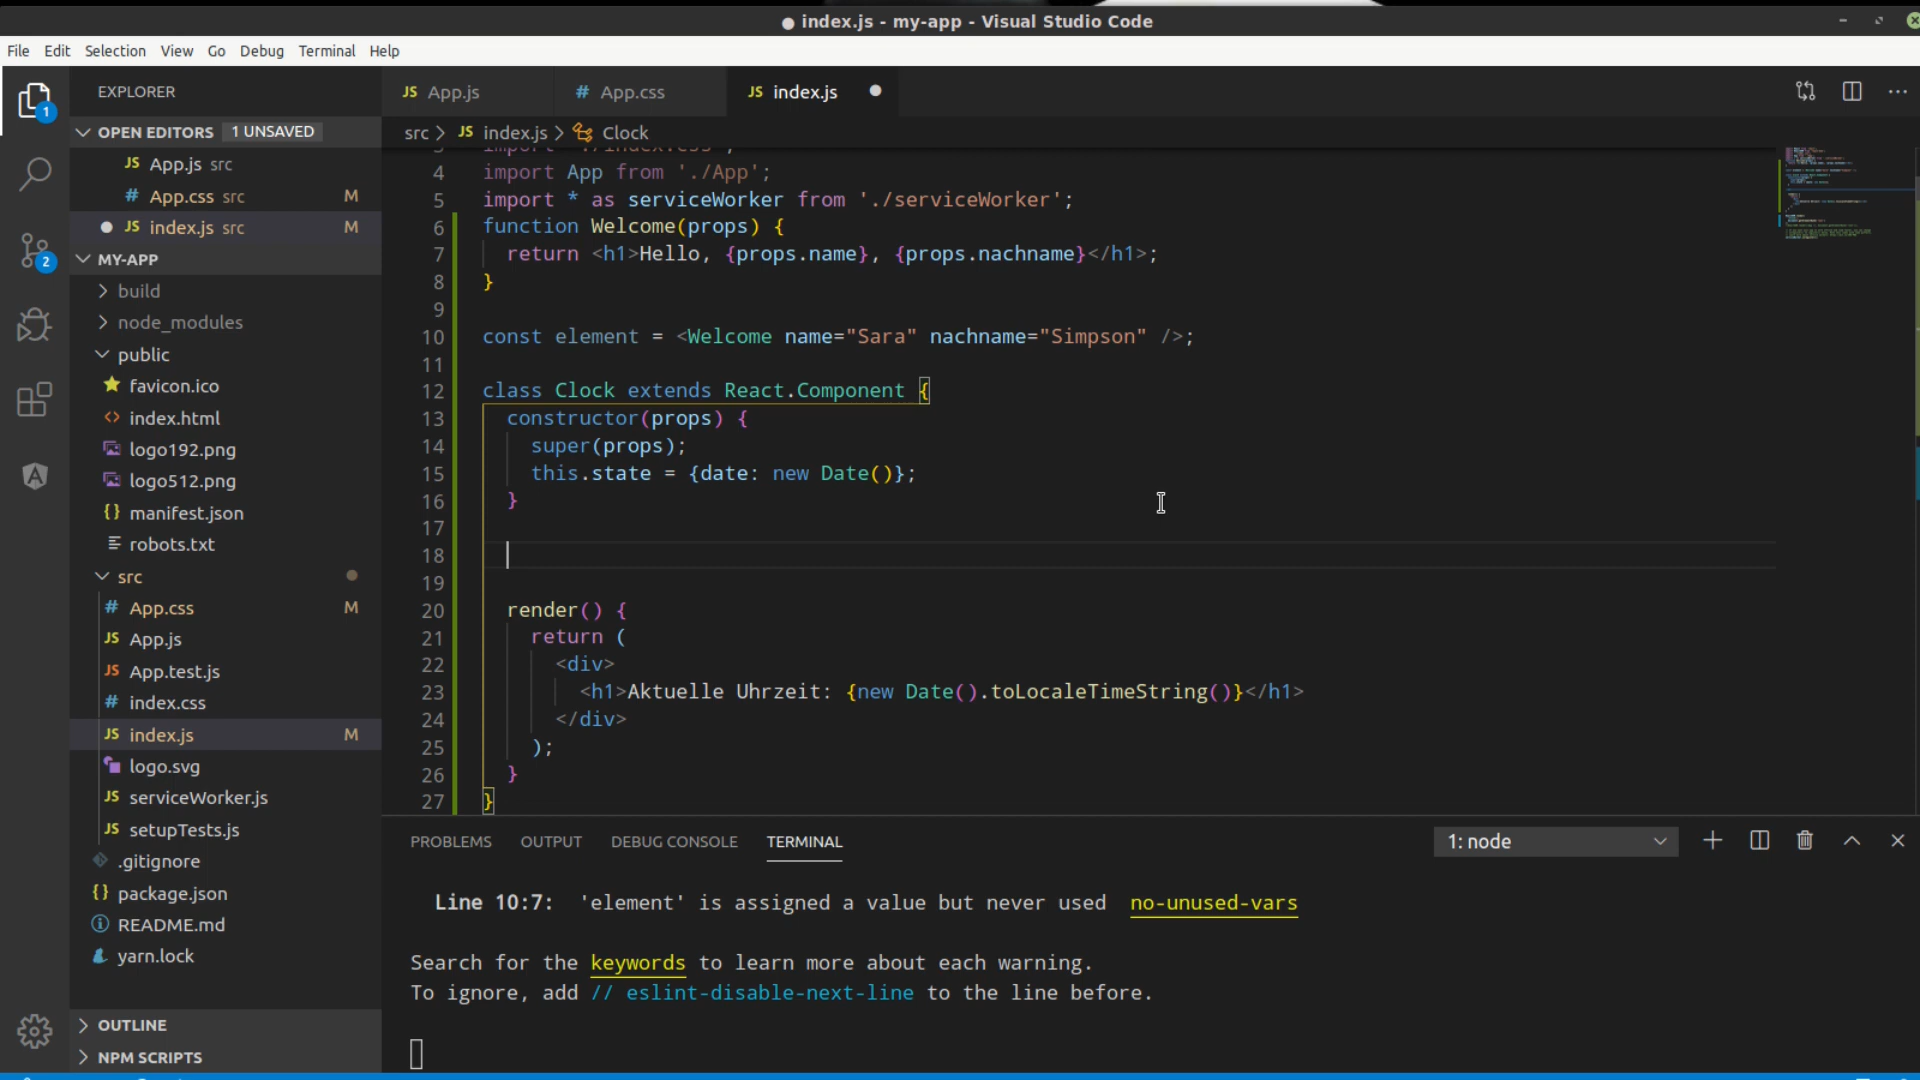 index.js - my-app - Visual Studio Code
File Edit Selection View Go Debug Terminal Help
EXPLORER
OPEN EDITORS 1 UNSAVED
JS App.js src
# App.css src M
JS index.js src M
MY-APP
build
node_modules
public
favicon.ico
index.html
logo192.png
logo512.png
manifest.json
robots.txt
src
# App.css M
JS App.js
JS App.test.js
# index.css
JS index.js M
logo.svg
JS serviceWorker.js
JS setupTests.js
.gitignore
{} package.json
README.md
yarn.lock
OUTLINE
NPM SCRIPTS
1
2
JS App.js # App.css JS index.js
src > JS index.js > Clock
3 import './index.css';
4 import App from './App';
5 import * as serviceWorker from './serviceWorker';
6 function Welcome(props) {
7 return <h1>Hello, {props.name}, {props.nachname}</h1>;
8 }
9
10 const element = <Welcome name="Sara" nachname="Simpson" />;
11
12 class Clock extends React.Component {
13 constructor(props) {
14 super(props);
15 this.state = {date: new Date()};
16 }
17
18
19
20 render() {
21 return (
22 <div>
23 <h1>Aktuelle Uhrzeit: {new Date().toLocaleTimeString()}</h1>
24 </div>
25 );
26 }
27 }
PROBLEMS OUTPUT DEBUG CONSOLE TERMINAL 1: node
Line 10:7: 'element' is assigned a value but never used no-unused-vars
Search for the keywords to learn more about each warning.
To ignore, add // eslint-disable-next-line to the line before.